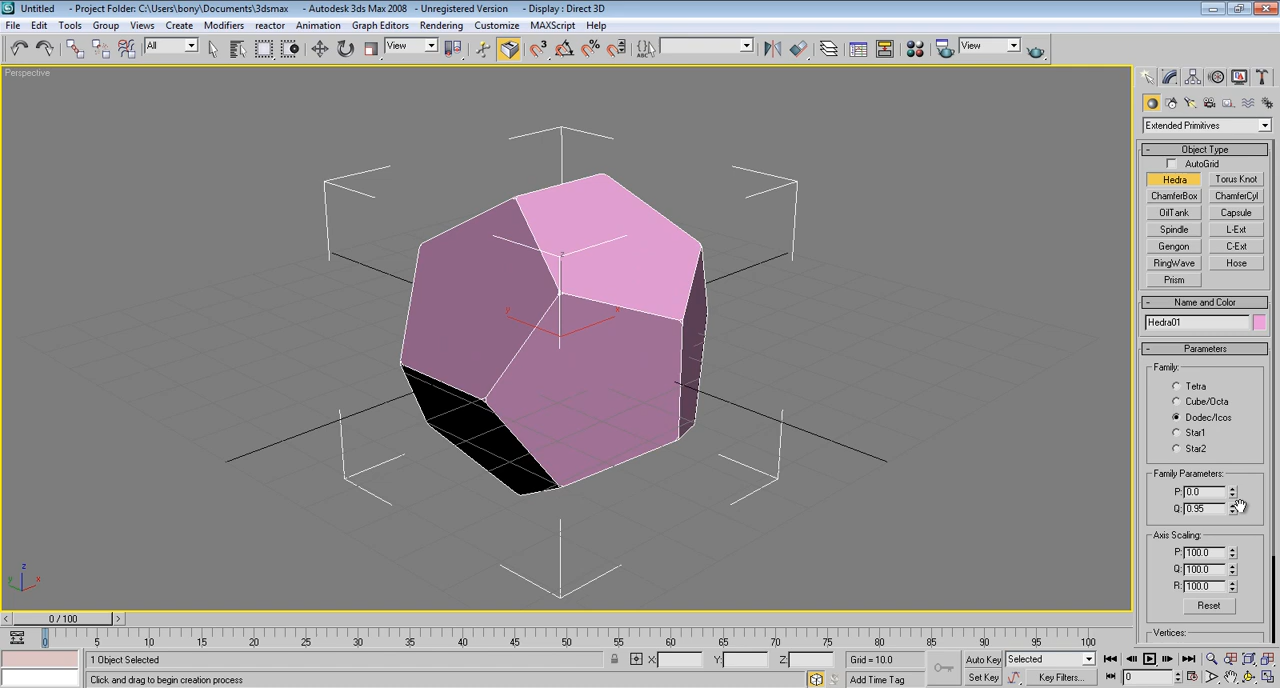 Untitled - Project Folder: C:\Users\bony\Documents\3dsmax - Autodesk 3ds Max 2008 - Unregistered Version - Display : Direct 3D
File Edit Tools Group Views Create Modifiers reactor Animation Graph Editors Rendering Customize MAXScript Help
All View View
Perspective
Extended Primitives
- Object Type
AutoGrid
Hedra Torus Knot
ChamferBox ChamferCyl
OilTank Capsule
Spindle L-Ext
Gengon C-Ext
RingWave Hose
Prism
- Name and Color
Hedra01
- Parameters
Family:
Tetra
Cube/Octa
Dodec/Icos
Star1
Star2
Family Parameters:
P: 0.0
Q: 0.95
Axis Scaling:
P: 100.0
Q: 100.0
R: 100.0
Reset
Vertices:
z
y x
z
y x
< 0 / 100 >
0 5 10 15 20 25 30 35 40 45 50 55 60 65 70 75 80 85 90 95 100
1 Object Selected X: Y: Z: Grid = 10.0 Auto Key Selected
Click and drag to begin creation process Add Time Tag Set Key Key Filters... 0